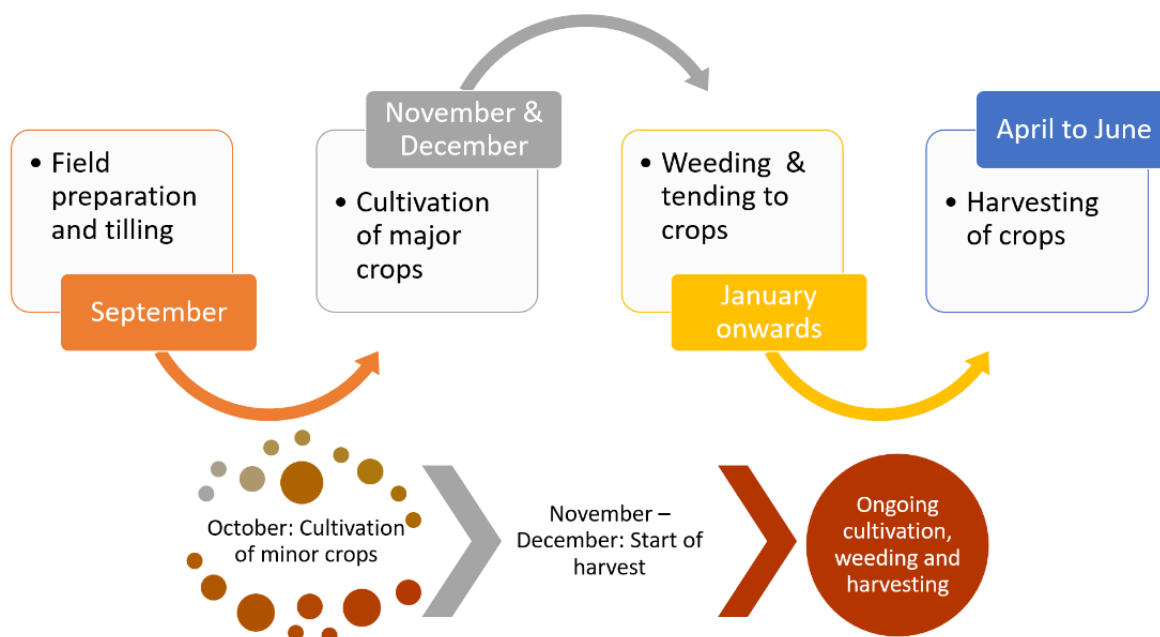 • Field
preparation
and tilling
September
November &
December
• Cultivation
of major
crops
• Weeding &
tending to
crops
January
onwards
April to June
• Harvesting
of crops
October: Cultivation
of minor crops
November –
December: Start of
harvest
Ongoing
cultivation,
weeding and
harvesting